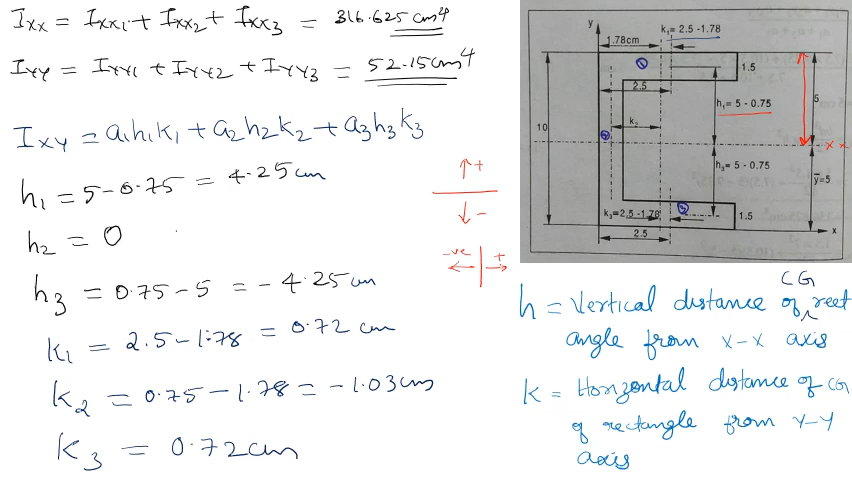 Ixx = Ixx1 + Ixx2 + Ixx3 = 316.625 cm⁴
Iyy = Iyy1 + Iyy2 + Iyy3 = 52.15 cm⁴
Ixy = a1h1k1 + a2h2k2 + a3h3k3
h1 = 5-0.75 = 4.25 cm
h2 = 0
h3 = 0.75-5 = -4.25 cm
k1 = 2.5-1.78 = 0.72 cm
k2 = 0.75-1.78 = -1.03 cms
k3 = 0.72 cm
↑+
↓-
-ve ← | + →
y
k1= 2.5 -1.78
1.78cm
1
1.5
2.5
h1= 5 - 0.75
5
10
k2
2
x x
h3= 5 - 0.75
ȳ=5
k3=2.5 -1.78
3
1.5
2.5
x
h = Vertical distance of CG rect
angle from X-X axis
k = Horizontal distance of CG
of rectangle from Y-Y
axis